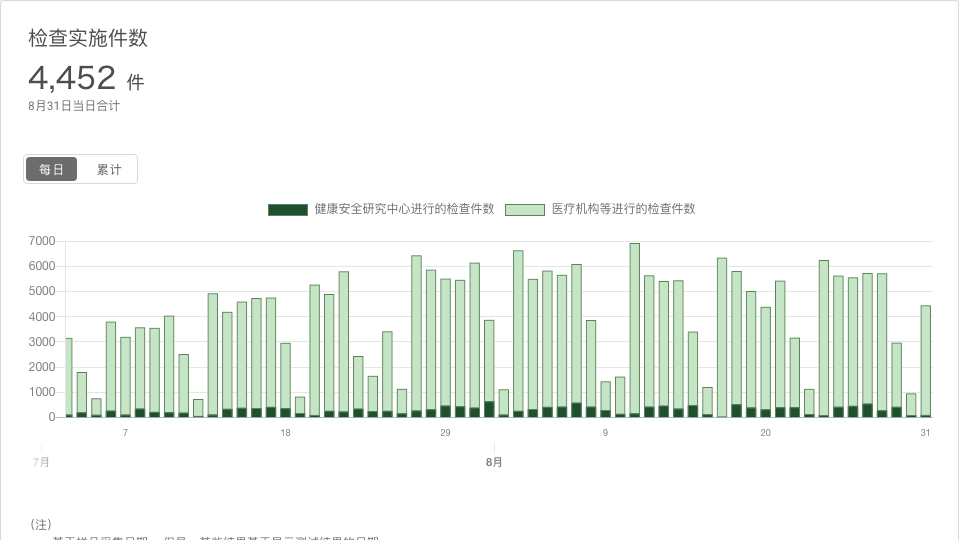 检查实施件数
4,452 件
8月31日当日合计
每日 累计
健康安全研究中心进行的检查件数 医疗机构等进行的检查件数
7000
6000
5000
4000
3000
2000
1000
0
7 18 29 9 20 31
7月 8月
（注）